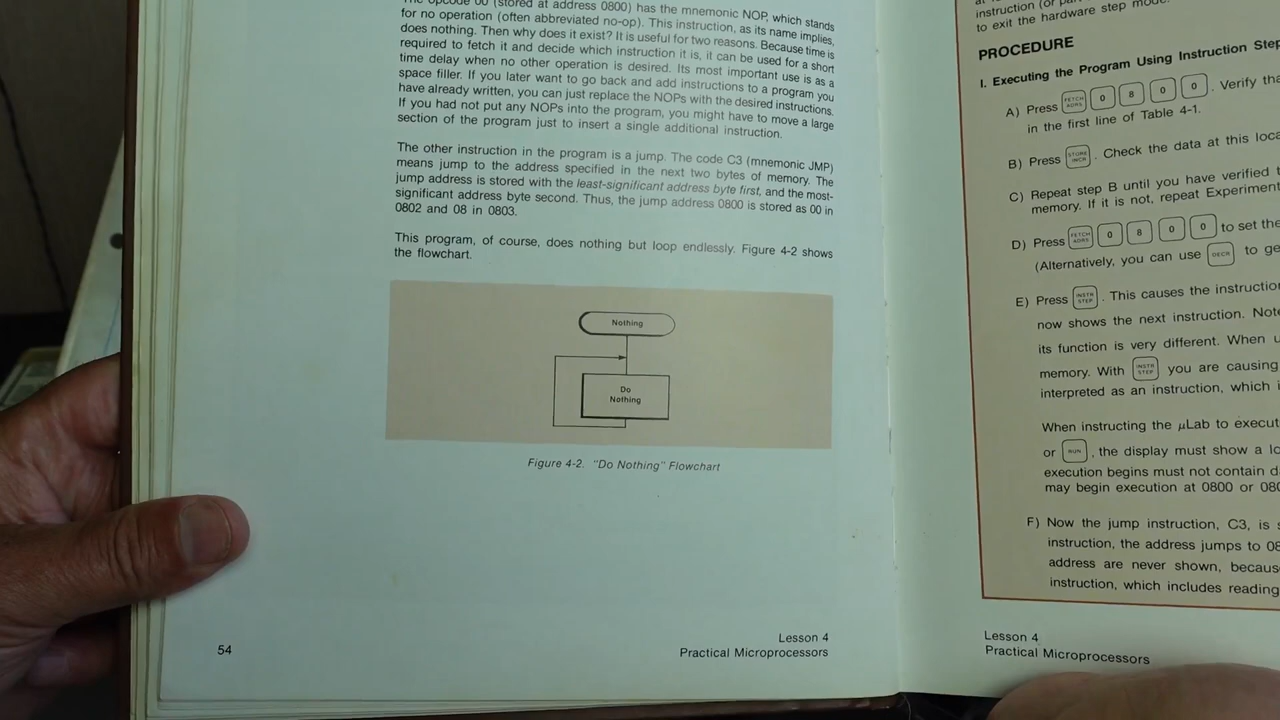 The opcode 00 (stored at address 0800) has the mnemonic NOP, which stands
for no operation (often abbreviated no-op). This instruction, as its name implies,
does nothing. Then why does it exist? It is useful for two reasons. Because time is
required to fetch it and decide which instruction it is, it can be used for a short
time delay when no other operation is desired. Its most important use is as a
space filler. If you later want to go back and add instructions to a program you
have already written, you can just replace the NOPs with the desired instructions.
If you had not put any NOPs into the program, you might have to move a large
section of the program just to insert a single additional instruction.
The other instruction in the program is a jump. The code C3 (mnemonic JMP)
means jump to the address specified in the next two bytes of memory. The
jump address is stored with the least-significant address byte first, and the most-
significant address byte second. Thus, the jump address 0800 is stored as 00 in
0802 and 08 in 0803.
This program, of course, does nothing but loop endlessly. Figure 4-2 shows
the flowchart.
Nothing
Do
Nothing
Figure 4-2. "Do Nothing" Flowchart
54
Lesson 4
Practical Microprocessors
instruction (or
to exit the hardware step mode.
PROCEDURE
I. Executing the Program Using Instruction Step
A) Press FETCH ADRS 0 8 0 0 . Verify tha
in the first line of Table 4-1.
B) Press STORE INCR . Check the data at this loca
C) Repeat step B until you have verified t
memory. If it is not, repeat Experiment
D) Press FETCH ADRS 0 8 0 0 to set the
(Alternatively, you can use DECR to ge
E) Press INSTR STEP . This causes the instruction
now shows the next instruction. Note
its function is very different. When u
memory. With INSTR STEP you are causing
interpreted as an instruction, which i
When instructing the µLab to execut
or RUN , the display must show a lo
execution begins must not contain d
may begin execution at 0800 or 080
F) Now the jump instruction, C3, is s
instruction, the address jumps to 08
address are never shown, becaus
instruction, which includes reading
Lesson 4
Practical Microprocessors